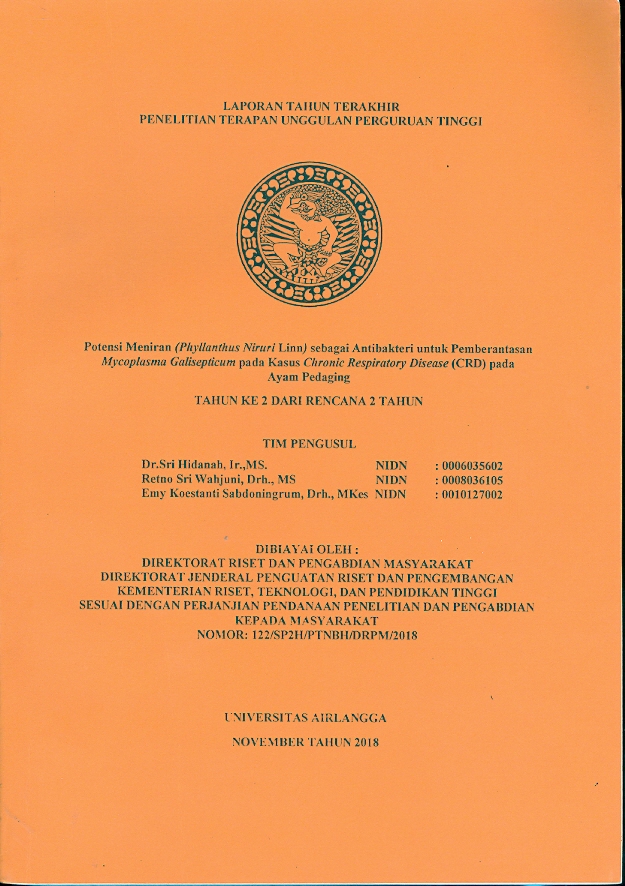 LAPORAN TAHUN TERAKHIR
PENELITIAN TERAPAN UNGGULAN PERGURUAN TINGGI
Potensi Meniran (Phyllanthus Niruri Linn) sebagai Antibakteri untuk Pemberantasan
Mycoplasma Galisepticum pada Kasus Chronic Respiratory Disease (CRD) pada
Ayam Pedaging
TAHUN KE 2 DARI RENCANA 2 TAHUN
TIM PENGUSUL
Dr.Sri Hidanah, Ir.,MS. NIDN : 0006035602
Retno Sri Wahjuni, Drh., MS NIDN : 0008036105
Emy Koestanti Sabdoningrum, Drh., MKes NIDN : 0010127002
DIBIAYAI OLEH :
DIREKTORAT RISET DAN PENGABDIAN MASYARAKAT
DIREKTORAT JENDERAL PENGUATAN RISET DAN PENGEMBANGAN
KEMENTERIAN RISET, TEKNOLOGI, DAN PENDIDIKAN TINGGI
SESUAI DENGAN PERJANJIAN PENDANAAN PENELITIAN DAN PENGABDIAN
KEPADA MASYARAKAT
NOMOR: 122/SP2H/PTNBH/DRPM/2018
UNIVERSITAS AIRLANGGA
NOVEMBER TAHUN 2018